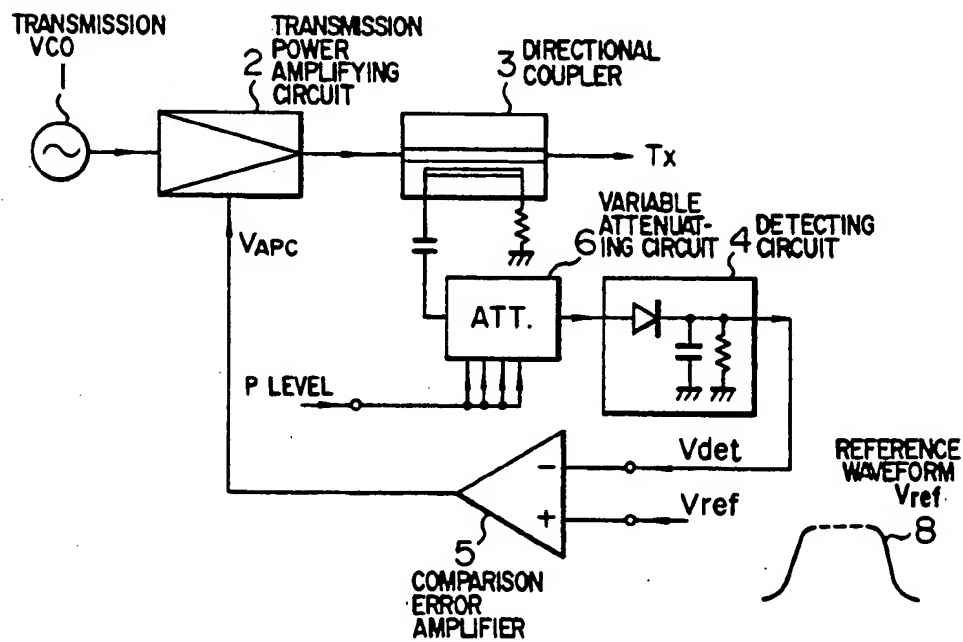 TRANSMISSION
VCO
1
2 TRANSMISSION
POWER
AMPLIFYING
CIRCUIT
3 DIRECTIONAL
COUPLER
Tx
VAPC
VARIABLE
ATTENUAT-
6 ING CIRCUIT
4 DETECTING
CIRCUIT
ATT.
P LEVEL
Vdet
-
Vref
+
5
COMPARISON
ERROR
AMPLIFIER
REFERENCE
WAVEFORM
Vref
8